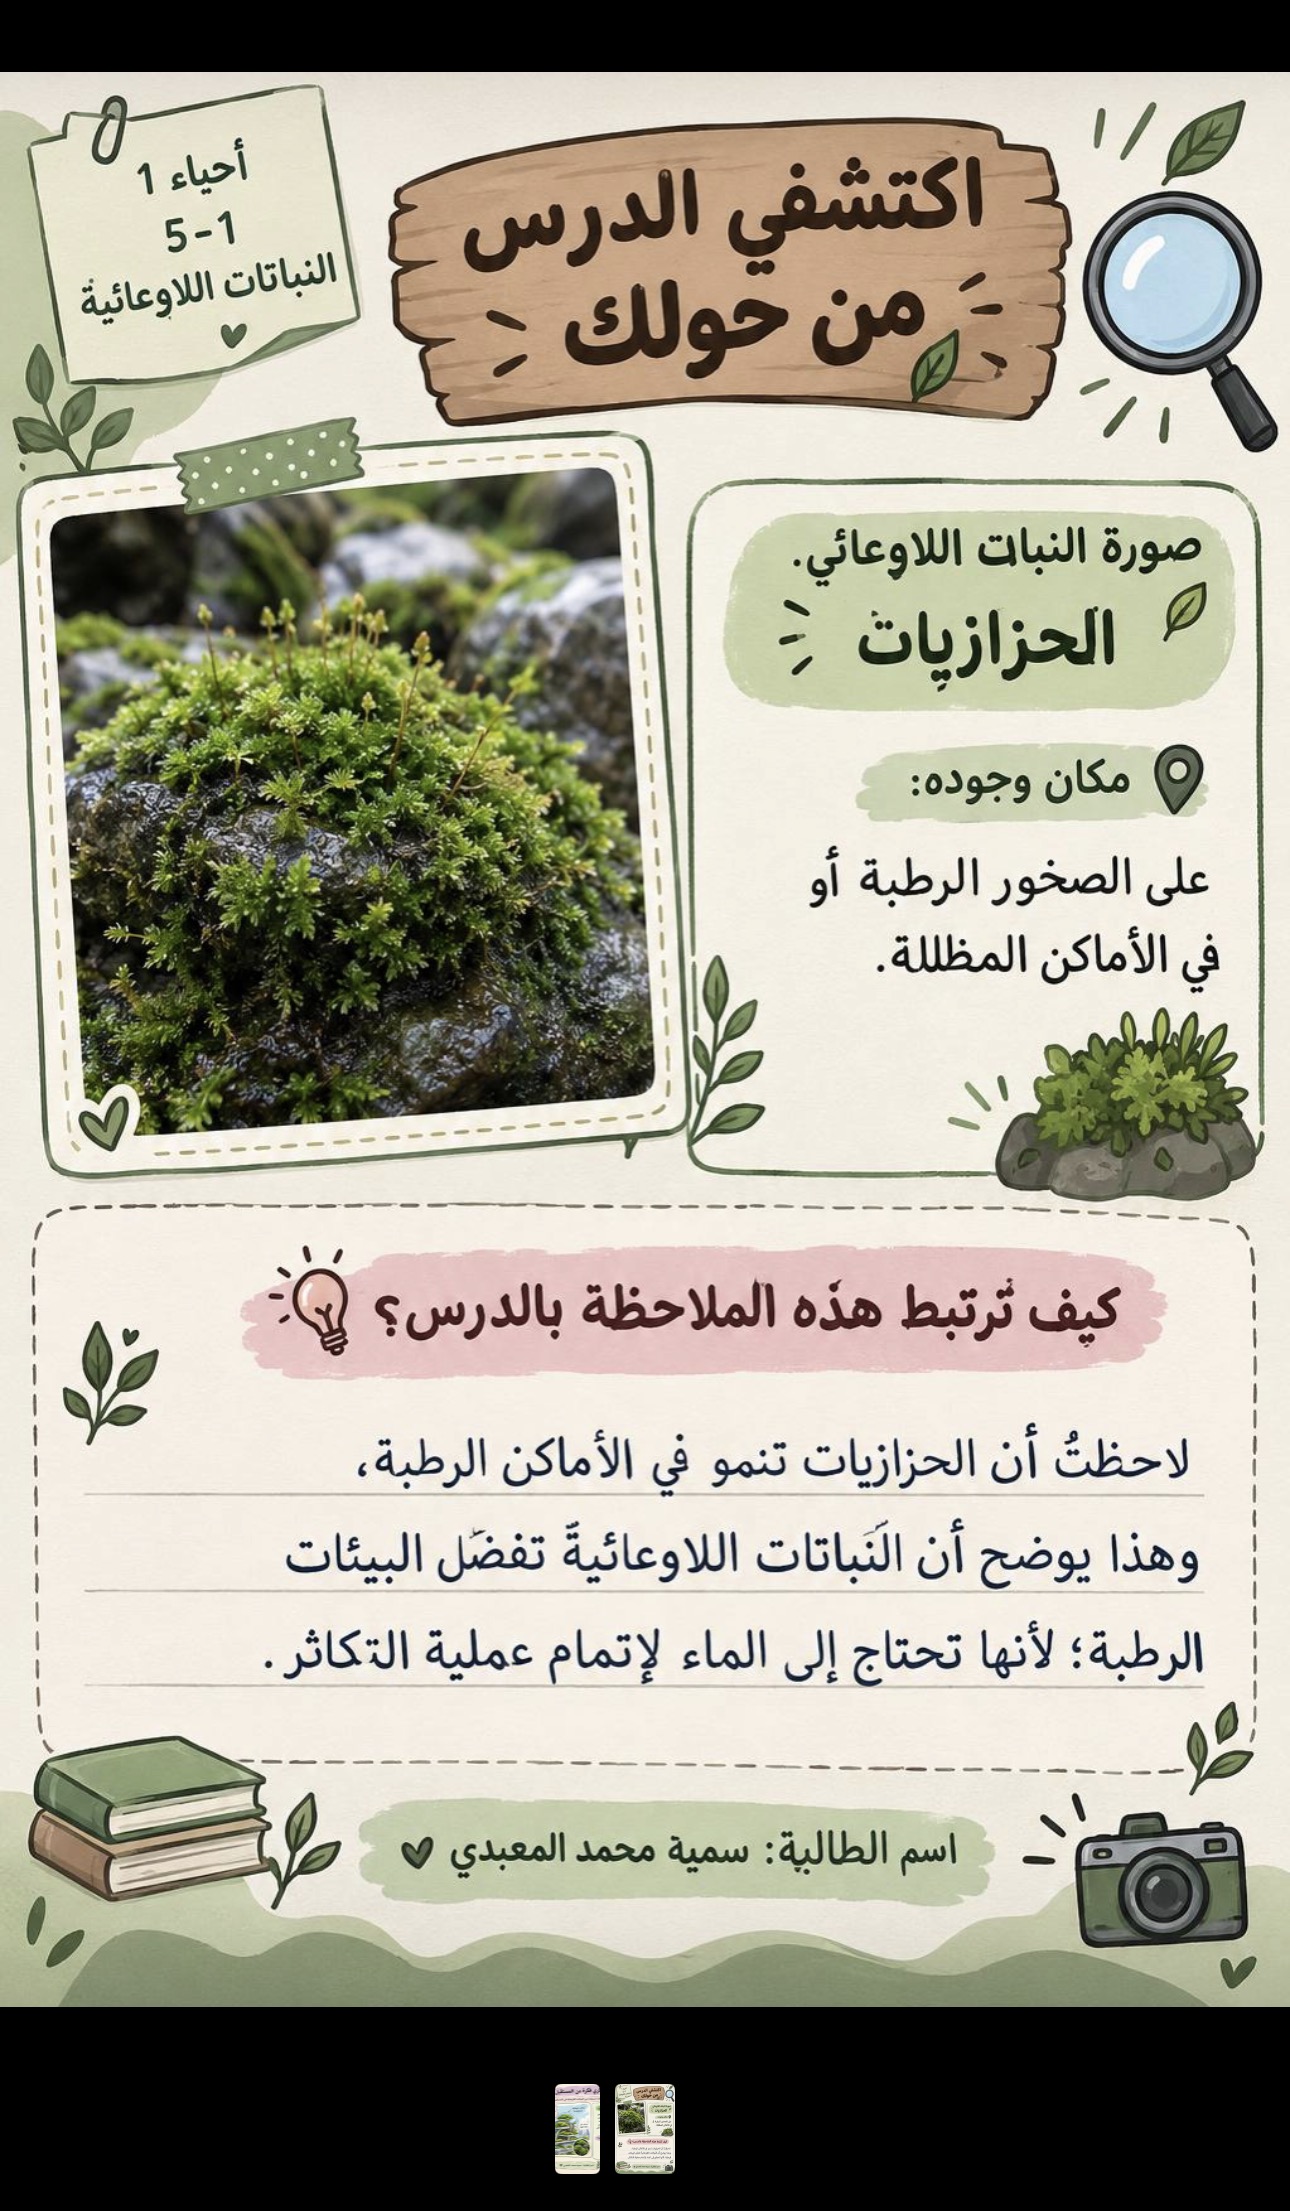 أحياء 1
5-1
النباتات اللاوعائية
اكتشفي الدرس
من حولك
صورة النبات اللاوعائي.
الحزازيات
مكان وجوده:
على الصخور الرطبة أو
في الأماكن المظللة.
كيف ترتبط هذه الملاحظة بالدرس؟
لاحظتُ أن الحزازيات تنمو في الأماكن الرطبة،
وهذا يوضح أن النَّباتات اللاوعائيةّ تفضّل البيئات
الرطبة؛ لأنها تحتاج إلى الماء لإتمام عملية التكاثر.
اسم الطالبة: سمية محمد المعبدي